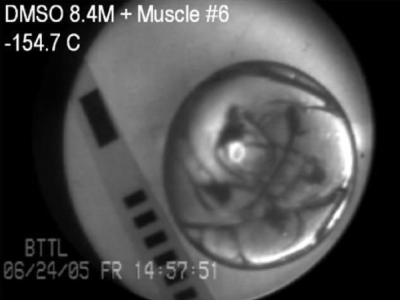 DMSO 8.4M + Muscle #6
-154.7 C
BTTL
06/24/05 FR 14:57:51